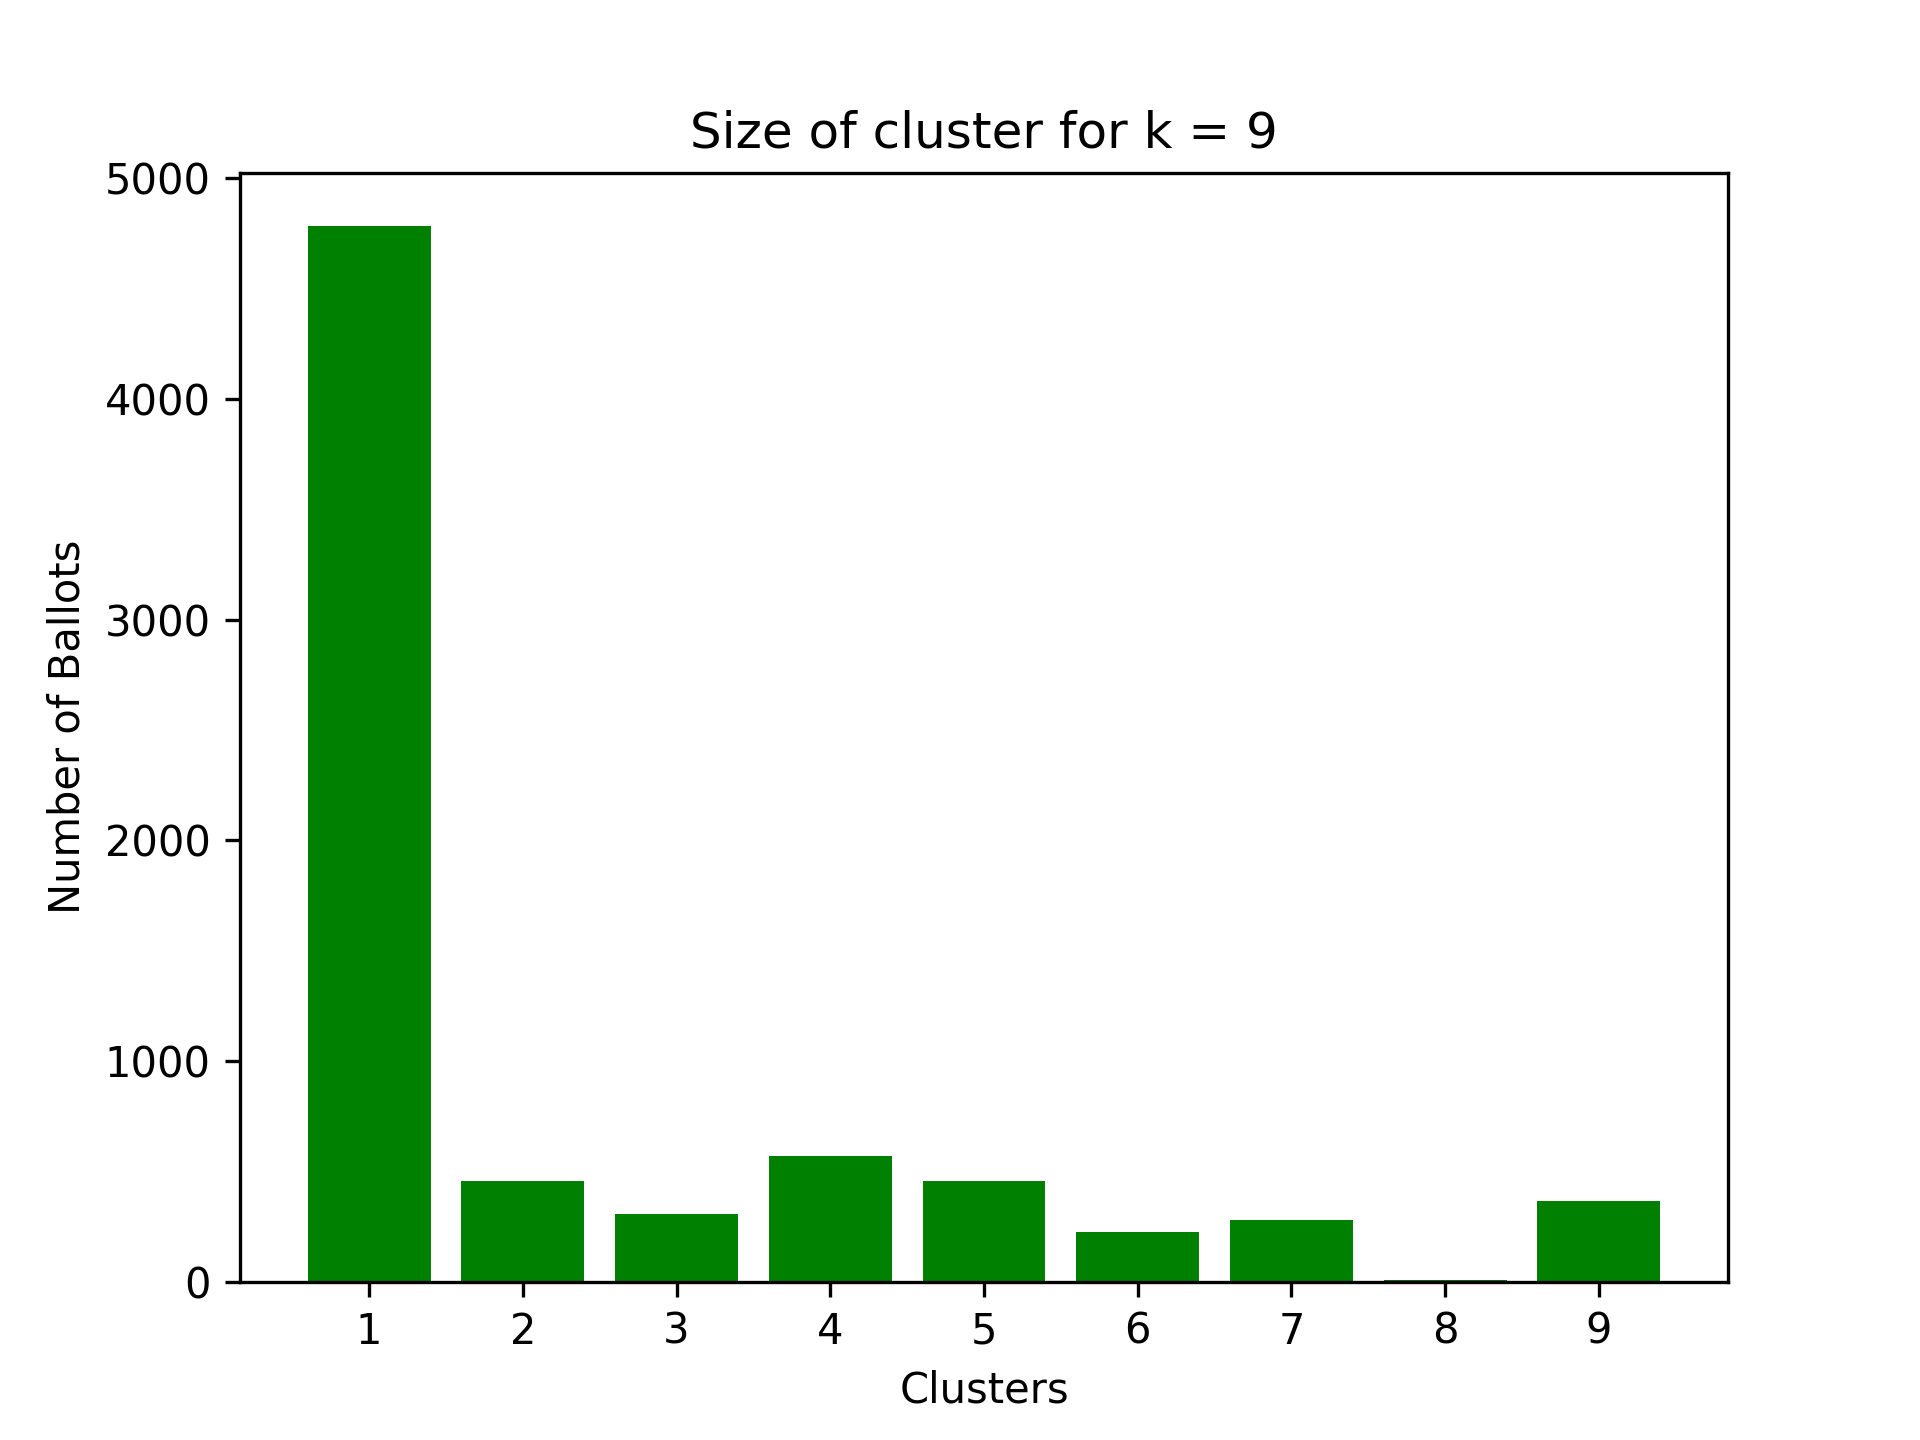 Size of cluster for k = 9
5000
4000
3000
2000
1000
0
Number of Ballots
1 2 3 4 5 6 7 8 9
Clusters